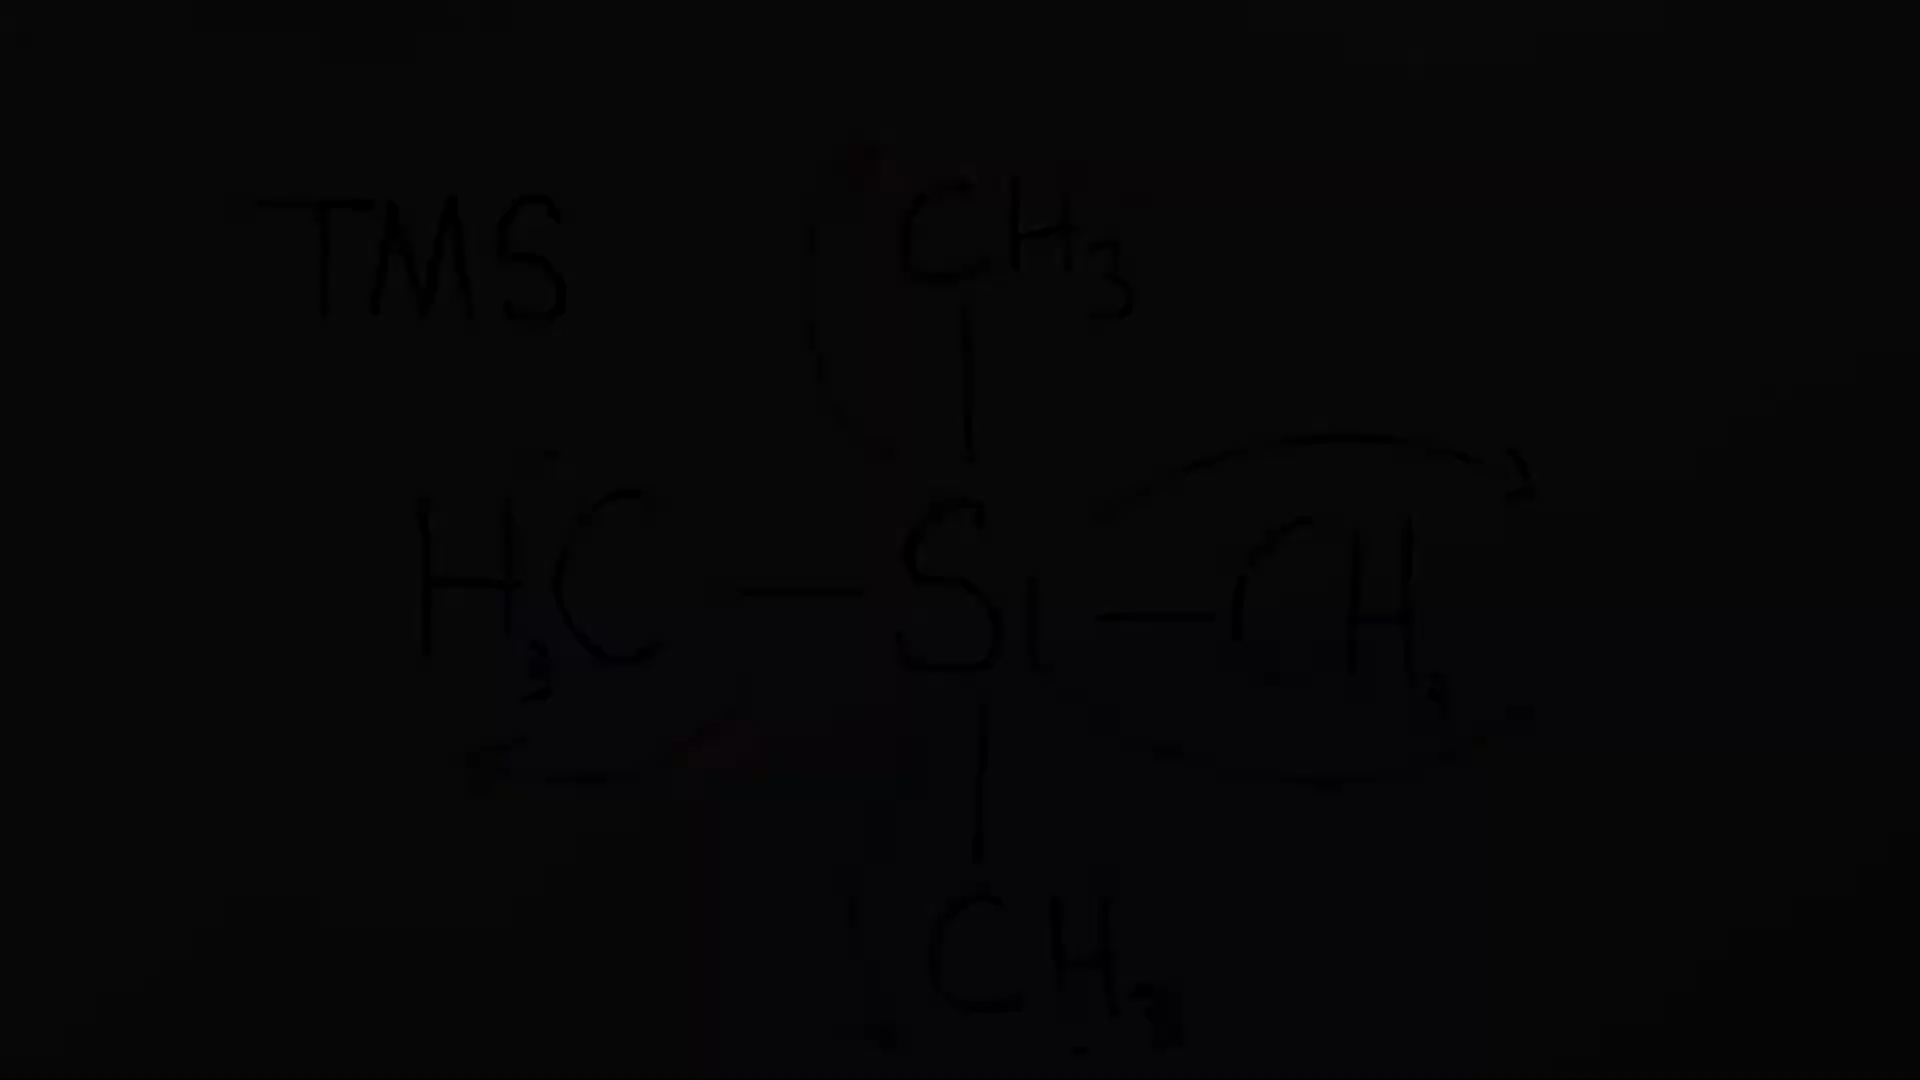 TMS
CH3
H3C — Si — CH3
CH3